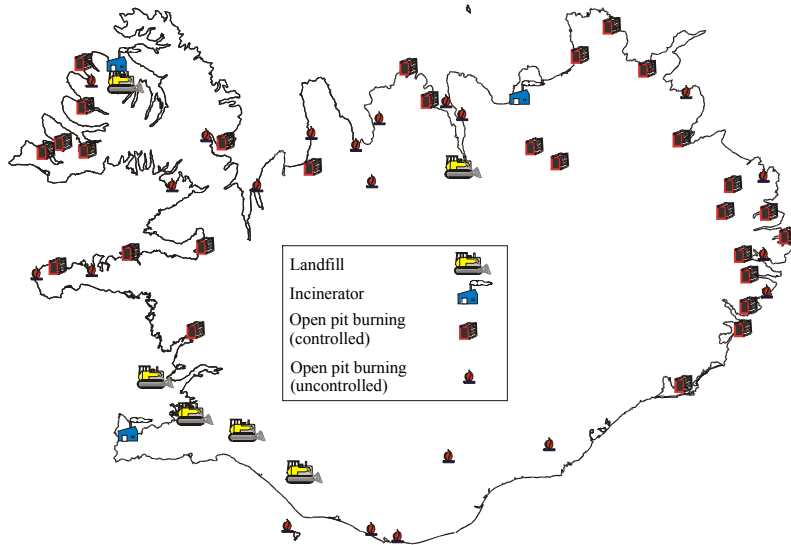 Landfill
Incinerator
Open pit burning
(controlled)
Open pit burning
(uncontrolled)